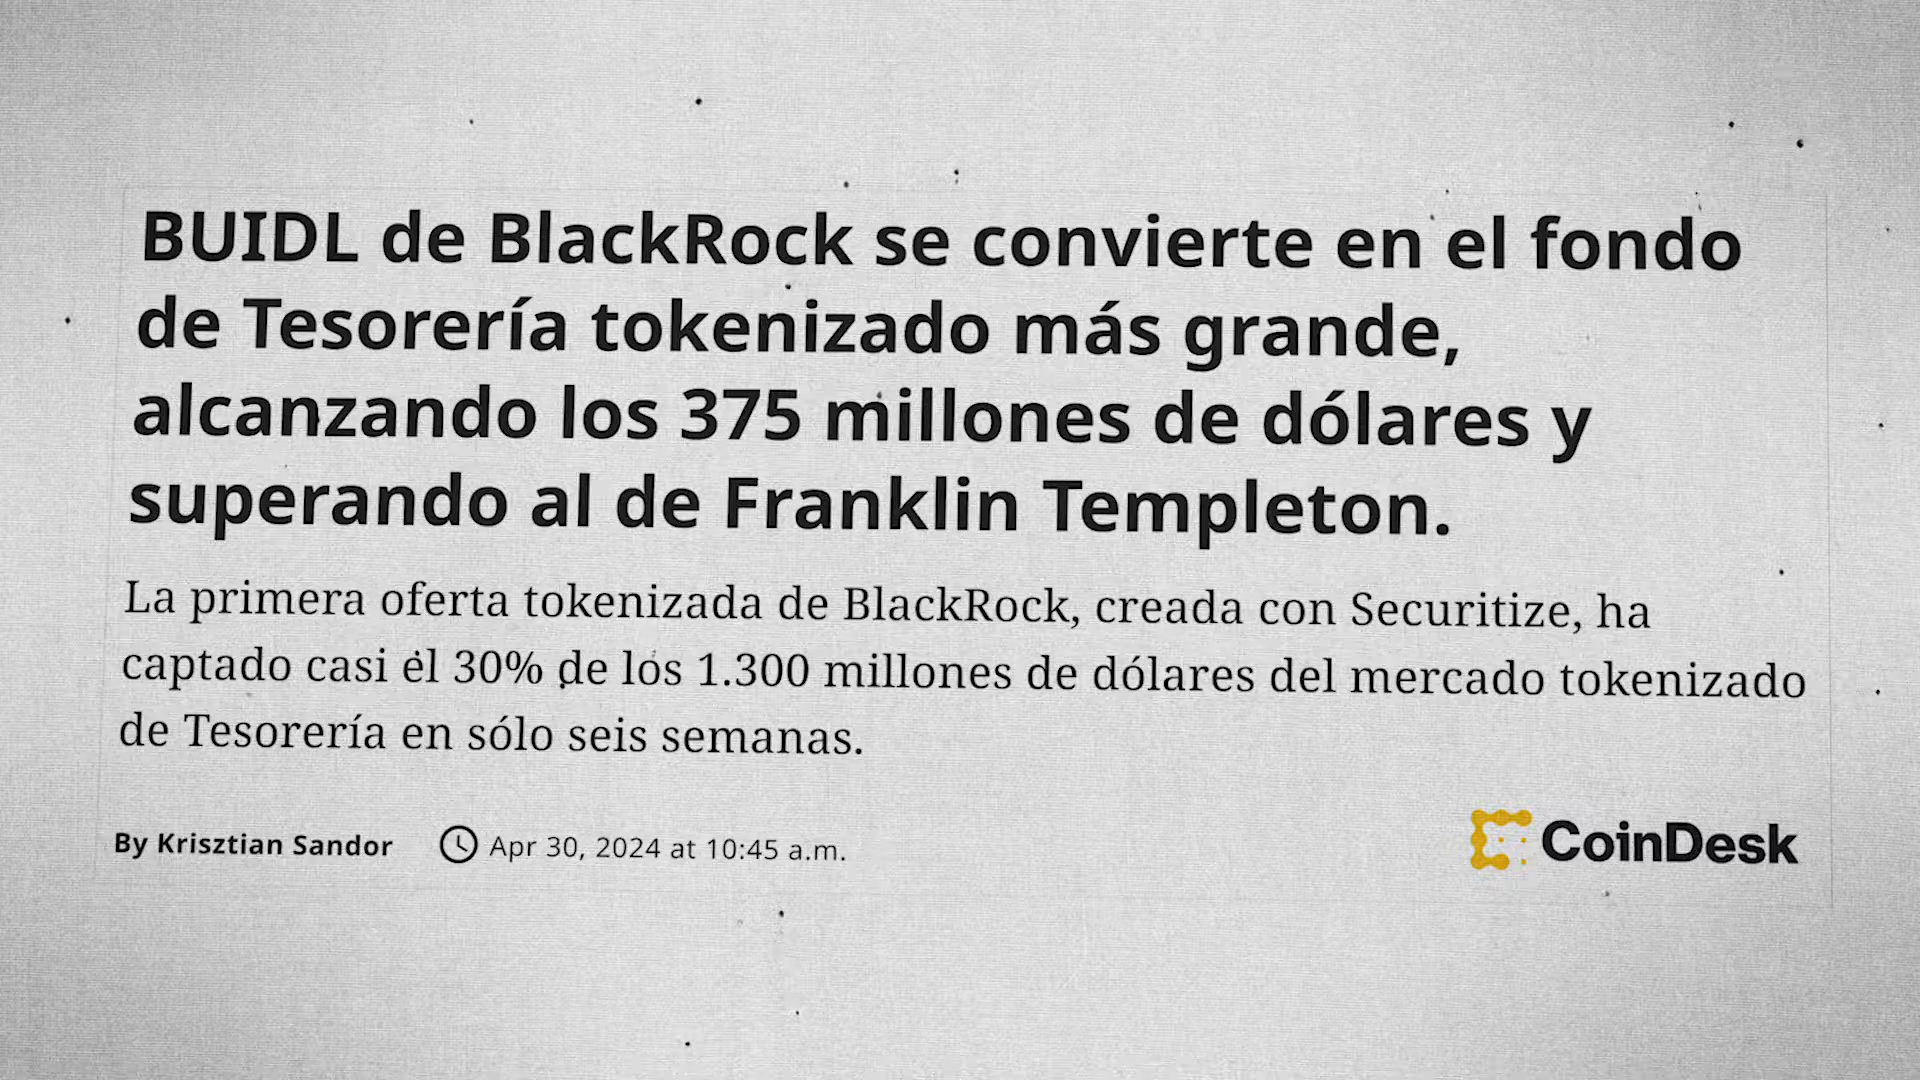 BUIDL de BlackRock se convierte en el fondo
de Tesorería tokenizado más grande,
alcanzando los 375 millones de dólares y
superando al de Franklin Templeton.
La primera oferta tokenizada de BlackRock, creada con Securitize, ha
captado casi el 30% de los 1.300 millones de dólares del mercado tokenizado
de Tesorería en sólo seis semanas.
By Krisztian Sandor Apr 30, 2024 at 10:45 a.m.
CoinDesk